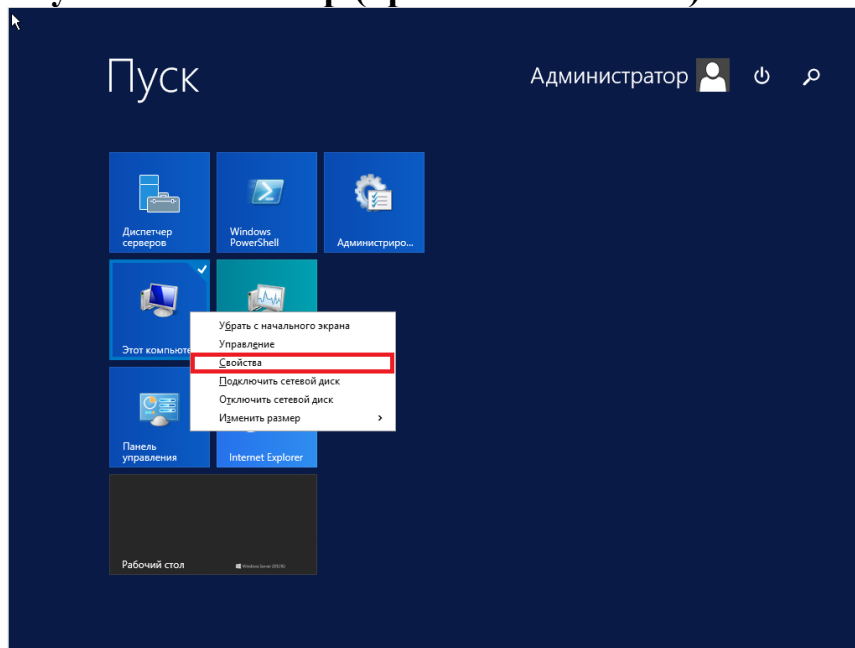 Пуск
Администратор
Диспетчер
серверов
Windows
PowerShell
Администриро...
Этот компьюте
Убрать с начального экрана
Управление
Свойства
Подключить сетевой диск
Отключить сетевой диск
Изменить размер
Панель
управления
Internet Explorer
Рабочий стол